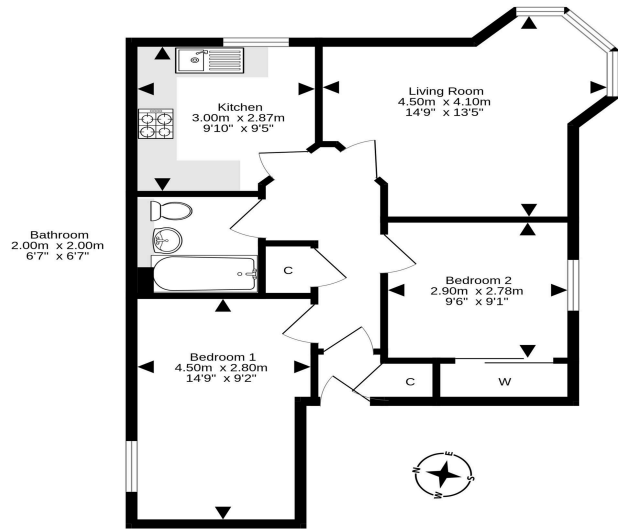 Kitchen
3.00m x 2.87m
9'10" x 9'5"
Living Room
4.50m x 4.10m
14'9" x 13'5"
Bathroom
2.00m x 2.00m
6'7" x 6'7"
C
Bedroom 2
2.90m x 2.78m
9'6" x 9'1"
Bedroom 1
4.50m x 2.80m
14'9" x 9'2"
C
W
N
E
S
W